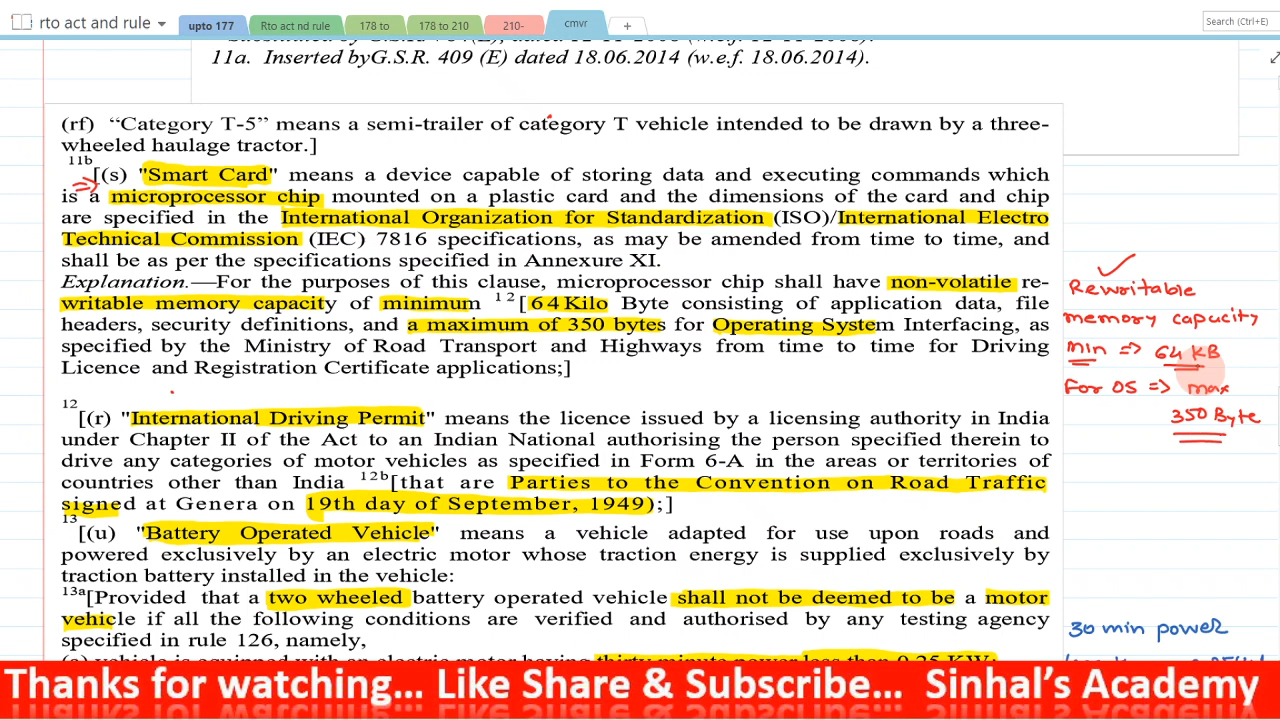 rto act and rule
upto 177
Rto act nd rule
178 to
178 to 210
210-
cmvr
+
Search (Ctrl+E)
11a. Inserted byG.S.R. 409 (E) dated 18.06.2014 (w.e.f. 18.06.2014).
(rf) “Category T-5” means a semi-trailer of category T vehicle intended to be drawn by a three-
wheeled haulage tractor.]
11b
[(s) "Smart Card" means a device capable of storing data and executing commands which
is a microprocessor chip mounted on a plastic card and the dimensions of the card and chip
are specified in the International Organization for Standardization (ISO)/International Electro
Technical Commission (IEC) 7816 specifications, as may be amended from time to time, and
shall be as per the specifications specified in Annexure XI.
Explanation.—For the purposes of this clause, microprocessor chip shall have non-volatile re-
writable memory capacity of minimum 12[64Kilo Byte consisting of application data, file
headers, security definitions, and a maximum of 350 bytes for Operating System Interfacing, as
specified by the Ministry of Road Transport and Highways from time to time for Driving
Licence and Registration Certificate applications;]
Rewritable
memory capacity
Min => 64 KB
For OS => max
350 Byte
12
[(r) "International Driving Permit" means the licence issued by a licensing authority in India
under Chapter II of the Act to an Indian National authorising the person specified therein to
drive any categories of motor vehicles as specified in Form 6-A in the areas or territories of
countries other than India 12b[that are Parties to the Convention on Road Traffic
signed at Genera on 19th day of September, 1949);]
13
[(u) "Battery Operated Vehicle" means a vehicle adapted for use upon roads and
powered exclusively by an electric motor whose traction energy is supplied exclusively by
traction battery installed in the vehicle:
13a[Provided that a two wheeled battery operated vehicle shall not be deemed to be a motor
vehicle if all the following conditions are verified and authorised by any testing agency
specified in rule 126, namely,
30 min power
Thanks for watching... Like Share & Subscribe... Sinhal’s Academy